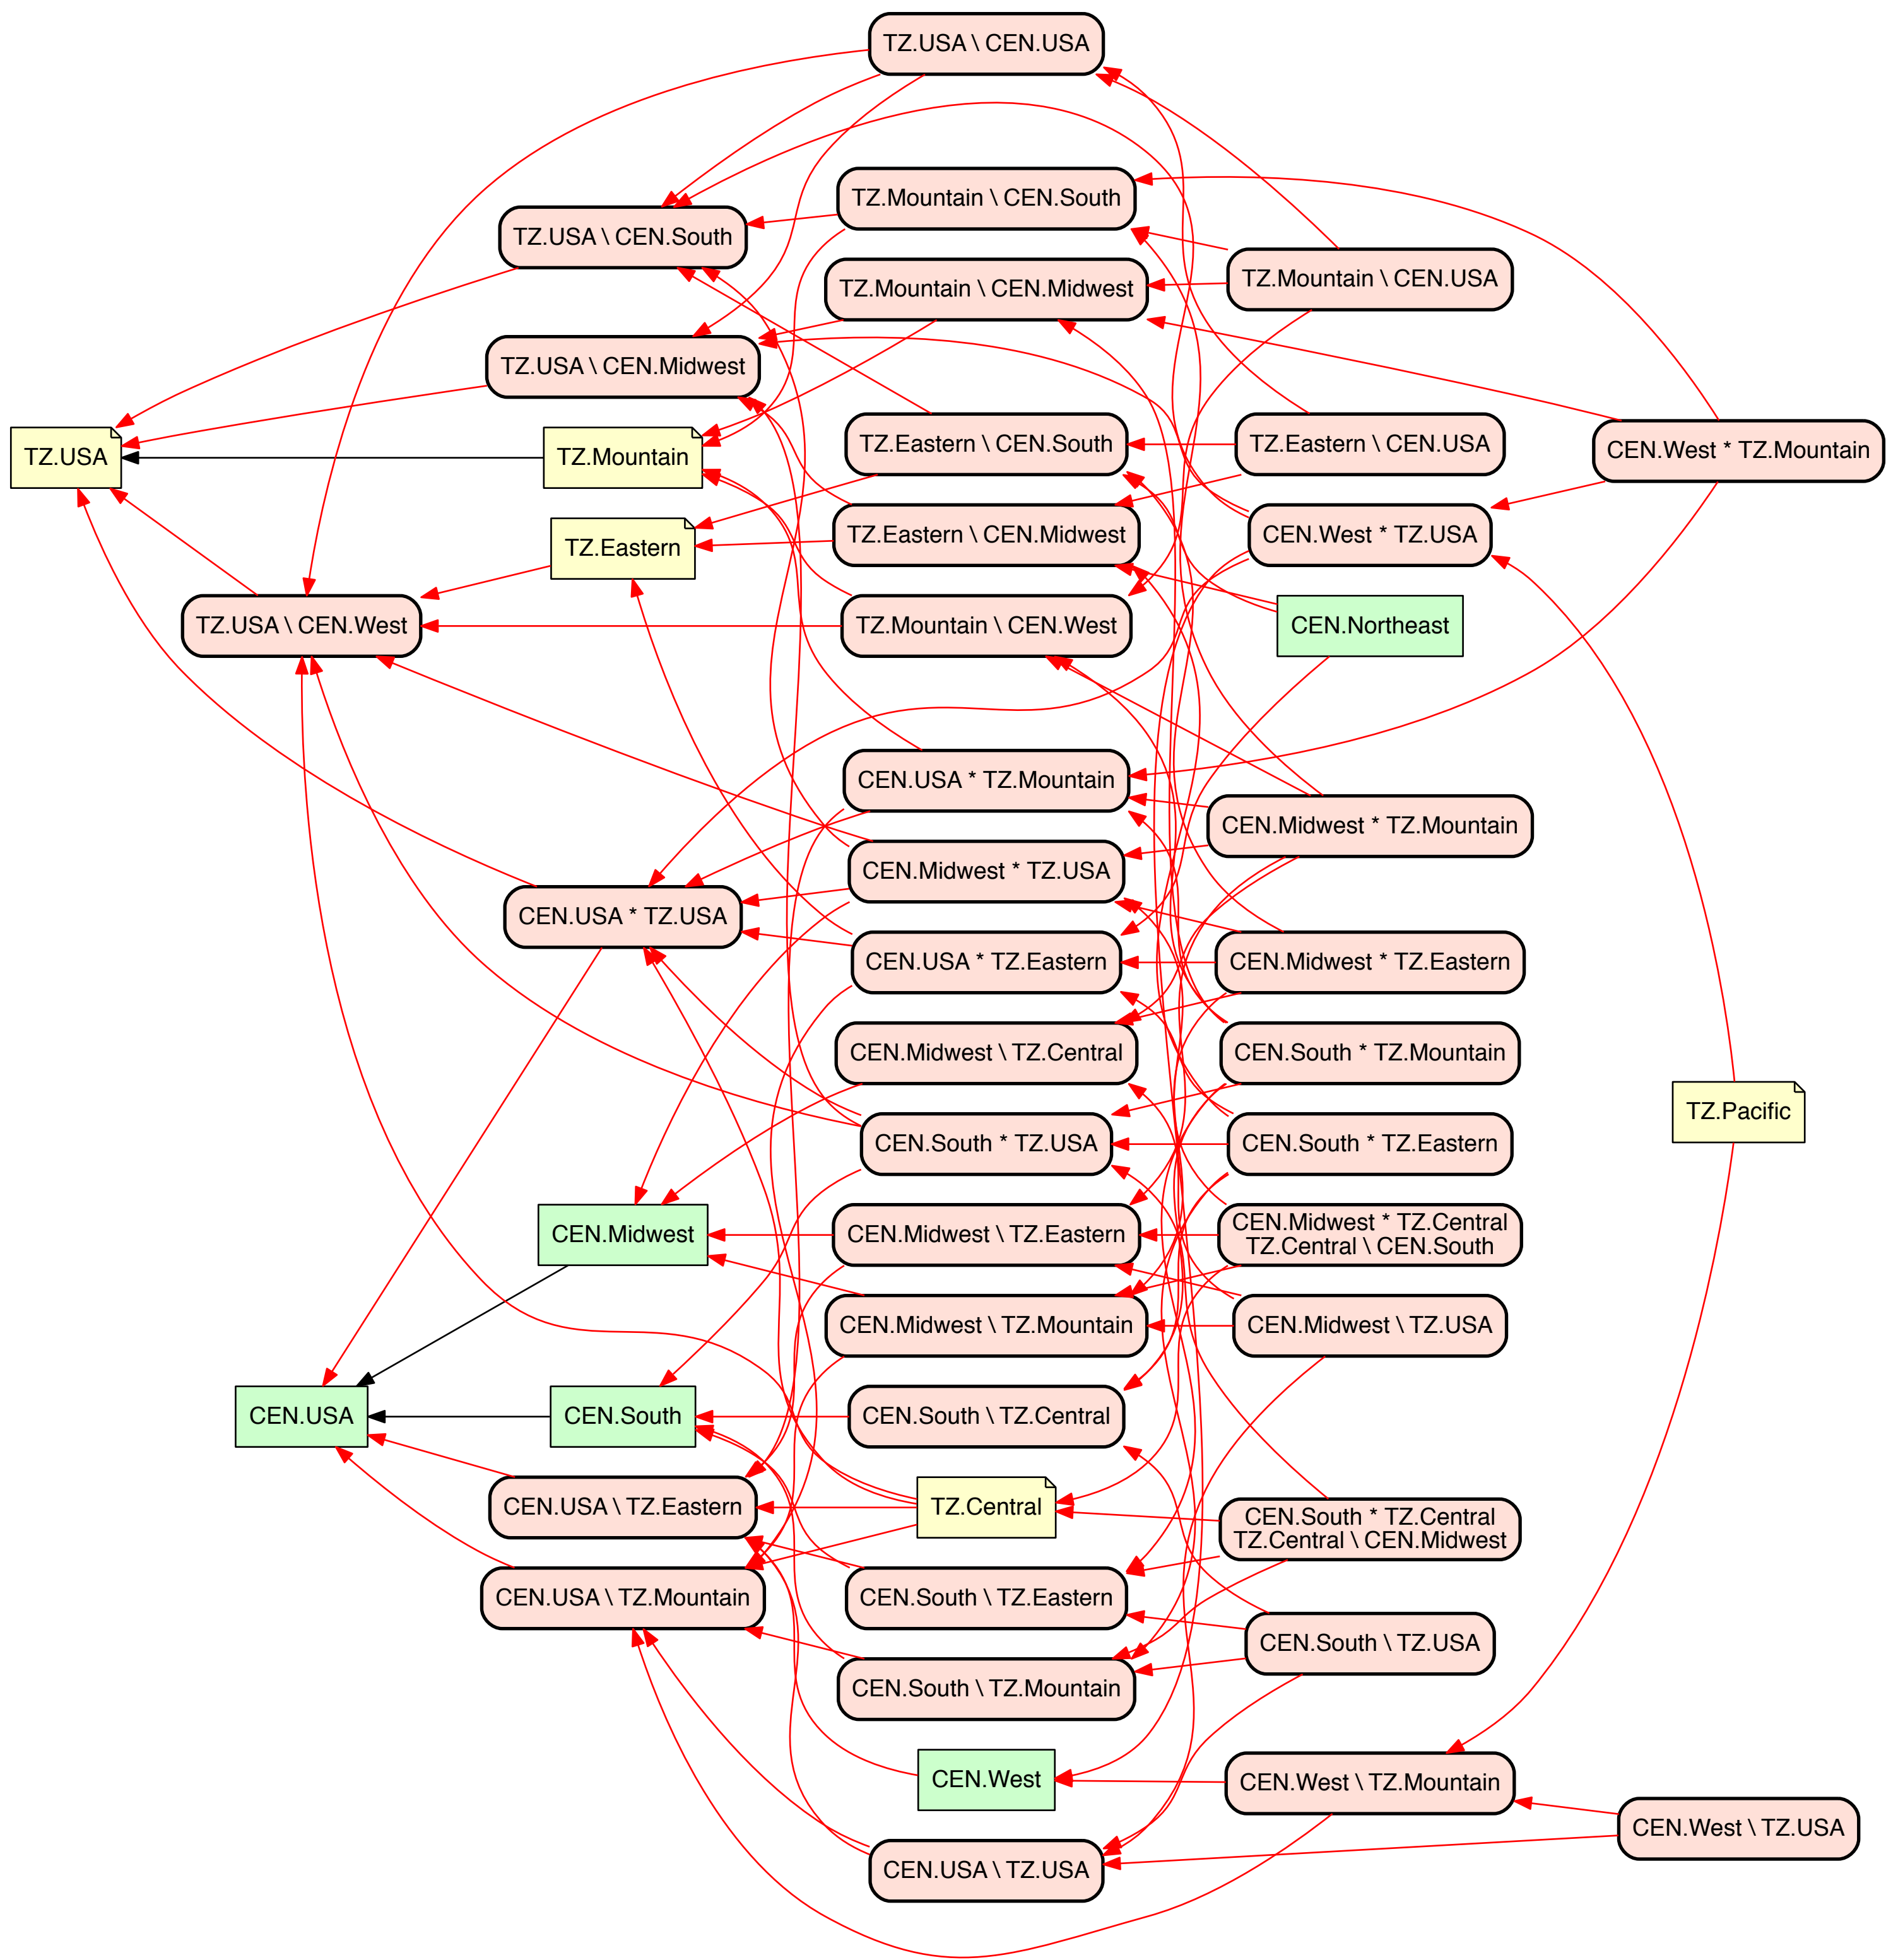 TZ.USA \ CEN.USA
TZ.Mountain \ CEN.South
TZ.USA \ CEN.South
TZ.Mountain \ CEN.USA
TZ.Mountain \ CEN.Midwest
TZ.USA \ CEN.Midwest
TZ.Eastern \ CEN.South
TZ.Eastern \ CEN.USA
CEN.West * TZ.Mountain
TZ.USA
TZ.Mountain
TZ.Eastern \ CEN.Midwest
CEN.West * TZ.USA
TZ.Eastern
TZ.USA \ CEN.West
TZ.Mountain \ CEN.West
CEN.Northeast
CEN.USA * TZ.Mountain
CEN.Midwest * TZ.Mountain
CEN.Midwest * TZ.USA
CEN.USA * TZ.USA
CEN.USA * TZ.Eastern
CEN.Midwest * TZ.Eastern
CEN.Midwest \ TZ.Central
CEN.South * TZ.Mountain
TZ.Pacific
CEN.South * TZ.USA
CEN.South * TZ.Eastern
CEN.Midwest
CEN.Midwest \ TZ.Eastern
CEN.Midwest * TZ.Central
TZ.Central \ CEN.South
CEN.Midwest \ TZ.Mountain
CEN.Midwest \ TZ.USA
CEN.USA
CEN.South
CEN.South \ TZ.Central
CEN.USA \ TZ.Eastern
TZ.Central
CEN.South * TZ.Central
TZ.Central \ CEN.Midwest
CEN.USA \ TZ.Mountain
CEN.South \ TZ.Eastern
CEN.South \ TZ.USA
CEN.South \ TZ.Mountain
CEN.West
CEN.West \ TZ.Mountain
CEN.West \ TZ.USA
CEN.USA \ TZ.USA